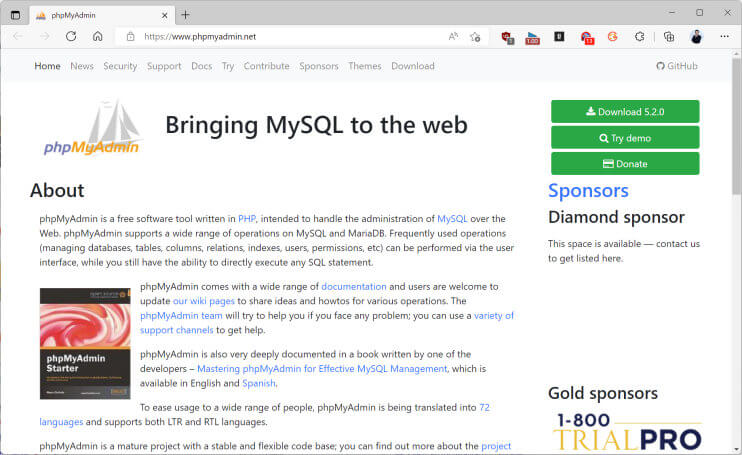 phpMyAdmin
https://www.phpmyadmin.net
1.00
Home News Security Support Docs Try Contribute Sponsors Themes Download GitHub
phpMyAdmin
Bringing MySQL to the web
Download 5.2.0
Try demo
Donate
About
phpMyAdmin is a free software tool written in PHP, intended to handle the administration of MySQL over the
Web. phpMyAdmin supports a wide range of operations on MySQL and MariaDB. Frequently used operations
(managing databases, tables, columns, relations, indexes, users, permissions, etc) can be performed via the user
interface, while you still have the ability to directly execute any SQL statement.
phpMyAdmin comes with a wide range of documentation and users are welcome to
update our wiki pages to share ideas and howtos for various operations. The
phpMyAdmin team will try to help you if you face any problem; you can use a variety of
support channels to get help.
phpMyAdmin
Starter
phpMyAdmin is also very deeply documented in a book written by one of the
developers – Mastering phpMyAdmin for Effective MySQL Management, which is
available in English and Spanish.
To ease usage to a wide range of people, phpMyAdmin is being translated into 72
languages and supports both LTR and RTL languages.
phpMyAdmin is a mature project with a stable and flexible code base; you can find out more about the project
Sponsors
Diamond sponsor
This space is available — contact us
to get listed here.
Gold sponsors
1-800
TRIALPRO